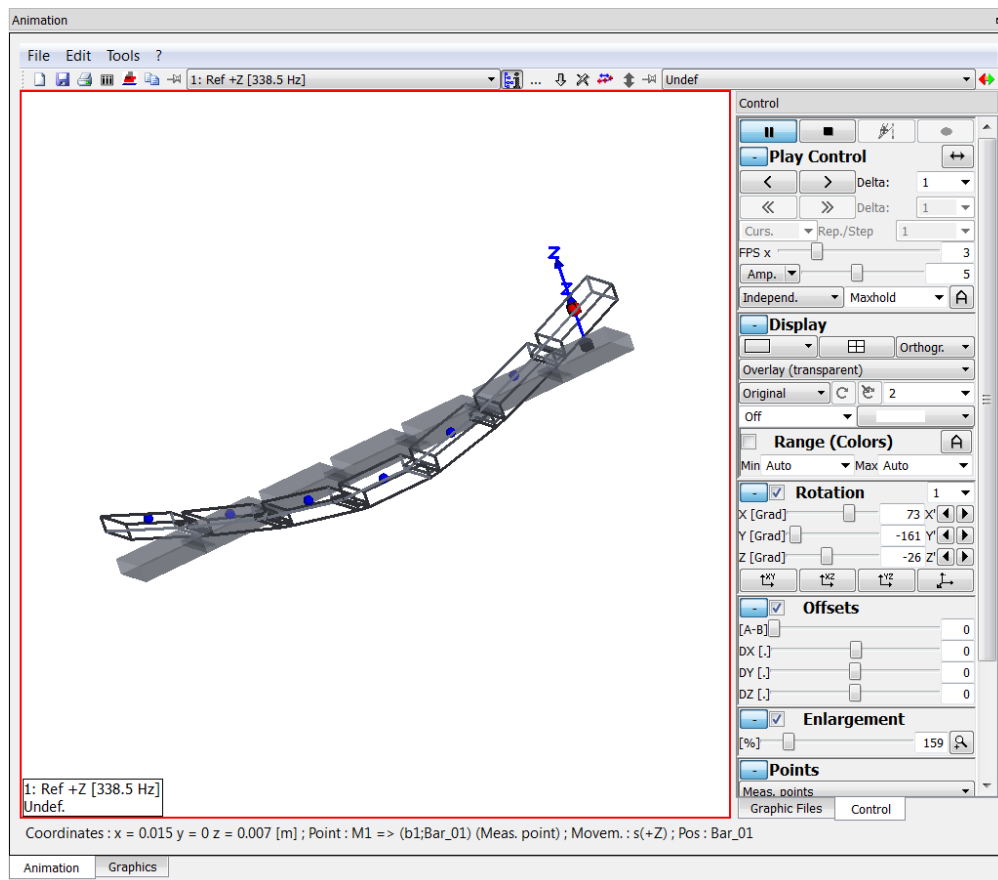 Animation
File Edit Tools ?
1: Ref +Z [338.5 Hz] ... Undef
Control
- Play Control
Delta: 1
Delta: 1
Curs. Rep./Step 1
FPS x 3
Amp. 5
Independ. Maxhold A
- Display
Orthogr.
Overlay (transparent)
Original 2
Off
Range (Colors) A
Min Auto Max Auto
- Rotation 1
X [Grad] 73 X'
Y [Grad] -161 Y'
Z [Grad] -26 Z'
XY XZ YZ
- Offsets
[A-B] 0
DX [.] 0
DY [.] 0
DZ [.] 0
- Enlargement
[%] 159
- Points
Meas. points
Graphic Files Control
Z
Z
1: Ref +Z [338.5 Hz]
Undef.
Coordinates : x = 0.015 y = 0 z = 0.007 [m] ; Point : M1 => (b1;Bar_01) (Meas. point) ; Movem. : s(+Z) ; Pos : Bar_01
Animation Graphics